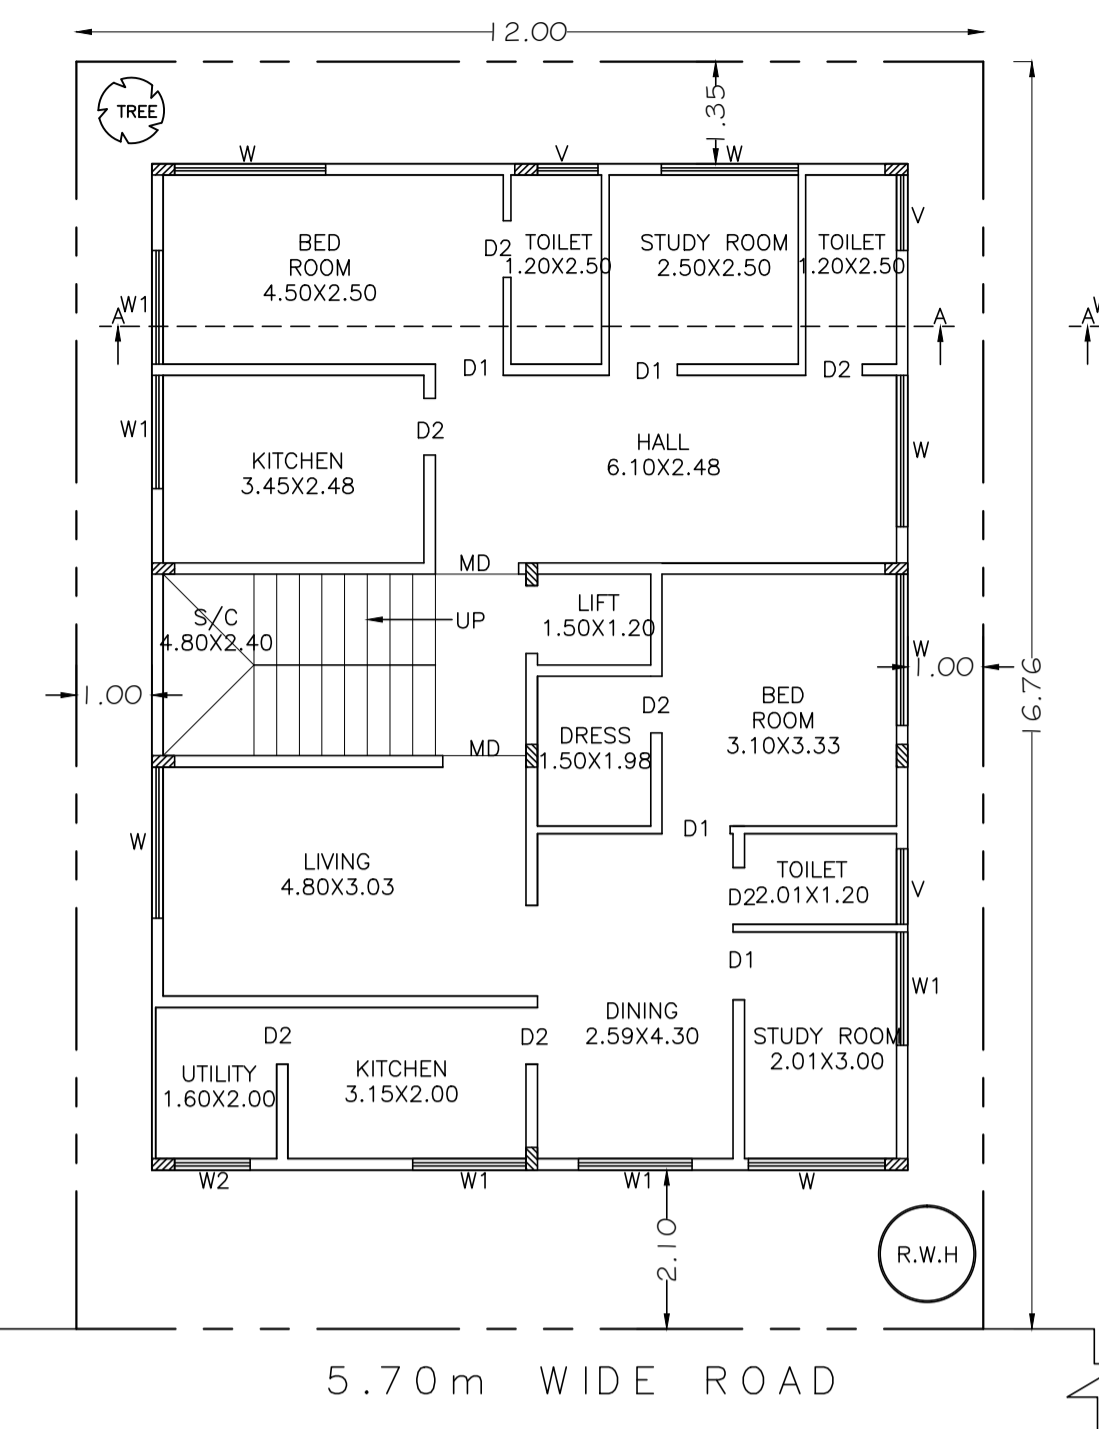 12.00
TREE
1.35
W
V
W
BED
ROOM
4.50X2.50
D2
TOILET
1.20X2.50
STUDY ROOM
2.50X2.50
TOILET
1.20X2.50
V
W1
A
A
A
D1
D1
D2
W1
KITCHEN
3.45X2.48
D2
HALL
6.10X2.48
W
MD
S/C
4.80X2.40
UP
LIFT
1.50X1.20
W
1.00
1.00
16.76
D2
BED
ROOM
3.10X3.33
DRESS
1.50X1.98
MD
W
LIVING
4.80X3.03
D1
TOILET
2.01X1.20
D2
V
D1
W1
DINING
2.59X4.30
STUDY ROOM
2.01X3.00
D2
D2
UTILITY
1.60X2.00
KITCHEN
3.15X2.00
W2
W1
W1
W
2.10
R.W.H
5.70m WIDE ROAD